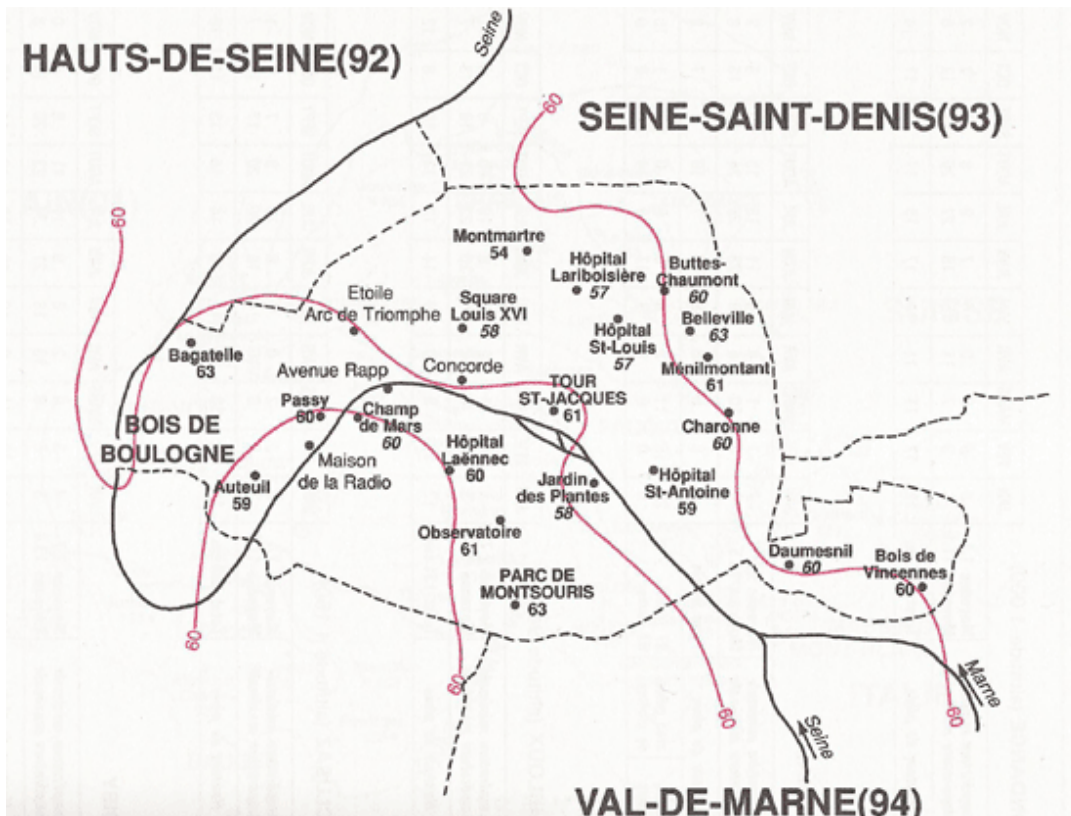 Seine
HAUTS-DE-SEINE(92)
60
SEINE-SAINT-DENIS(93)
60
Montmartre
54
Hôpital
Lariboisière
57
Buttes-
Chaumont
60
Etoile
Arc de Triomphe
Square
Louis XVI
58
Belleville
63
Hôpital
St-Louis
57
Bagatelle
63
Ménilmontant
61
Avenue Rapp
Concorde
TOUR
ST-JACQUES
61
Passy
60
Champ
de Mars
60
Charonne
60
BOIS DE
BOULOGNE
Hôpital
Laënnec
60
Maison
de la Radio
Auteuil
59
Jardin
des Plantes
58
Hôpital
St-Antoine
59
Observatoire
61
Daumesnil
60
Bois de
Vincennes
60
PARC DE
MONTSOURIS
63
60
60
60
60
Marne
Seine
VAL-DE-MARNE(94)